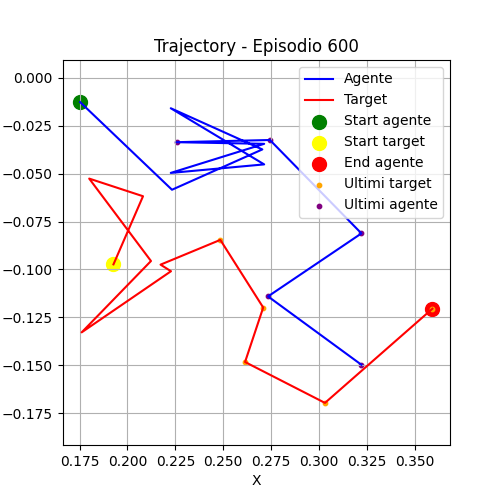 Trajectory - Episodio 600
Agente
Target
Start agente
Start target
End agente
Ultimi target
Ultimi agente
0.000
−0.025
−0.050
−0.075
−0.100
−0.125
−0.150
−0.175
0.175 0.200 0.225 0.250 0.275 0.300 0.325 0.350
X